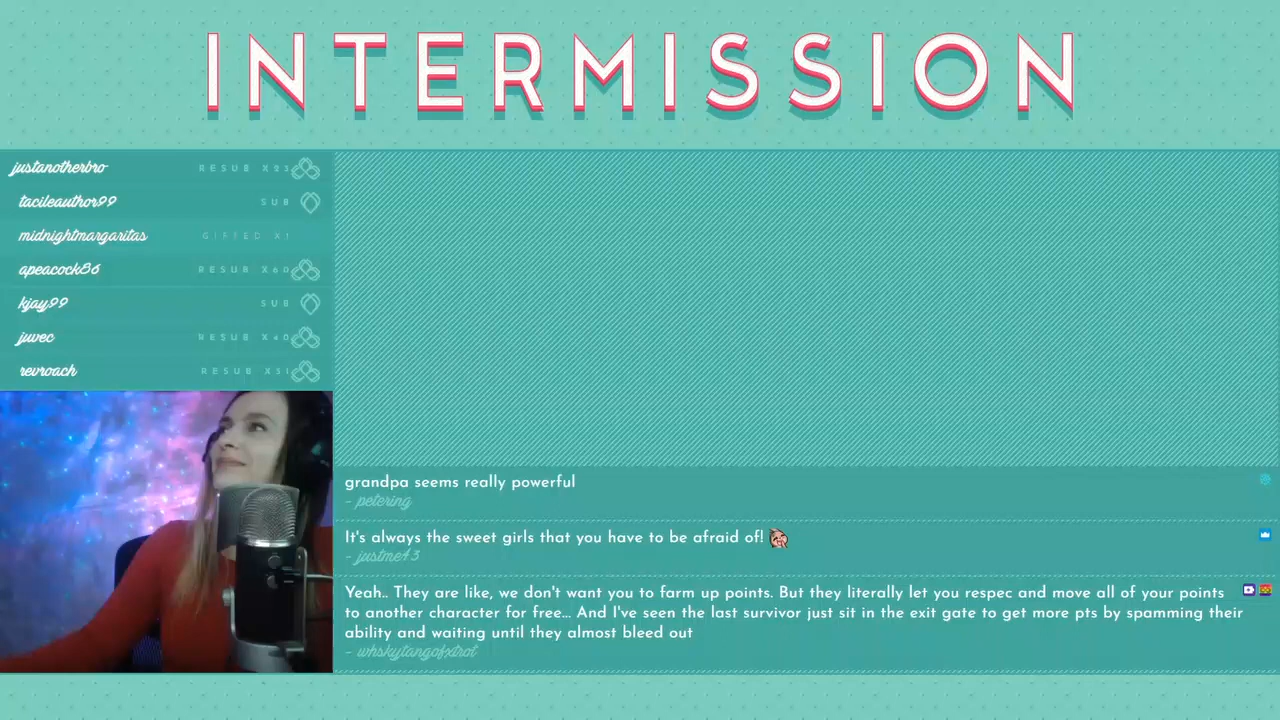 INTERMISSION
justanotherbro RESUB X23
tacileauthor99 SUB
midnightmargaritas GIFTED X1
apeacock86 RESUB X60
kjay99 SUB
juvec RESUB X40
revroach RESUB X51
grandpa seems really powerful
- petering
It's always the sweet girls that you have to be afraid of!
- justme43
Yeah.. They are like, we don't want you to farm up points. But they literally let you respec and move all of your points
to another character for free... And I've seen the last survivor just sit in the exit gate to get more pts by spamming their
ability and waiting until they almost bleed out
- whskytangofxtrot